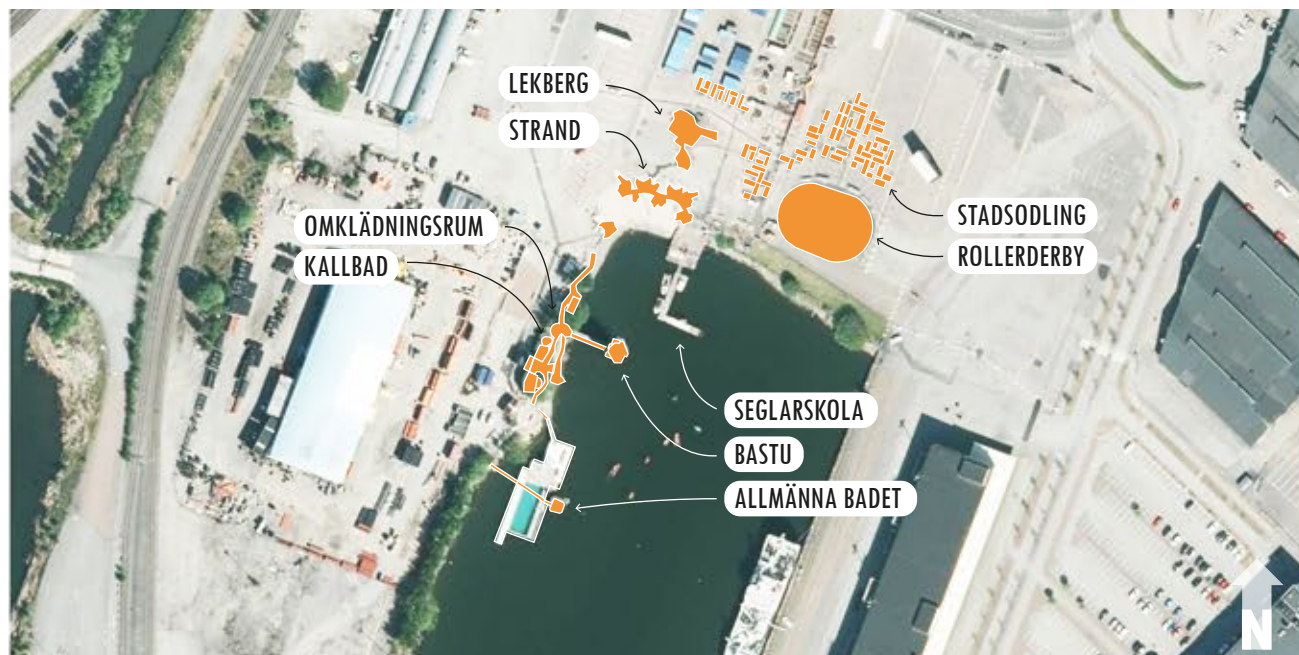 LEKBERG
STRAND
OMKLÄDNINGSRUM
KALLBAD
STADSODLING
ROLLERDERBY
SEGLARSKOLA
BASTU
ALLMÄNNA BADET
N